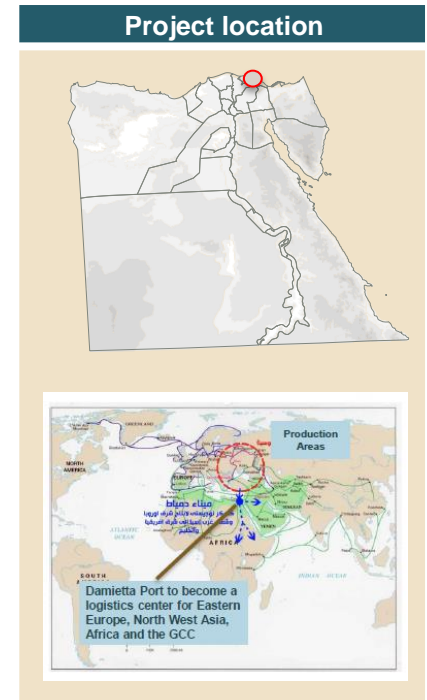 Project location
GREENLAND
Production
Areas
NORTH
AMERICA
EUROPE
ميناء دمياط
ATLANTIC
OCEAN
AFRICA
YEMEN
INDIAN OCEAN
SOUTH
Damietta Port to become a
logistics center for Eastern
Europe, North West Asia,
Africa and the GCC